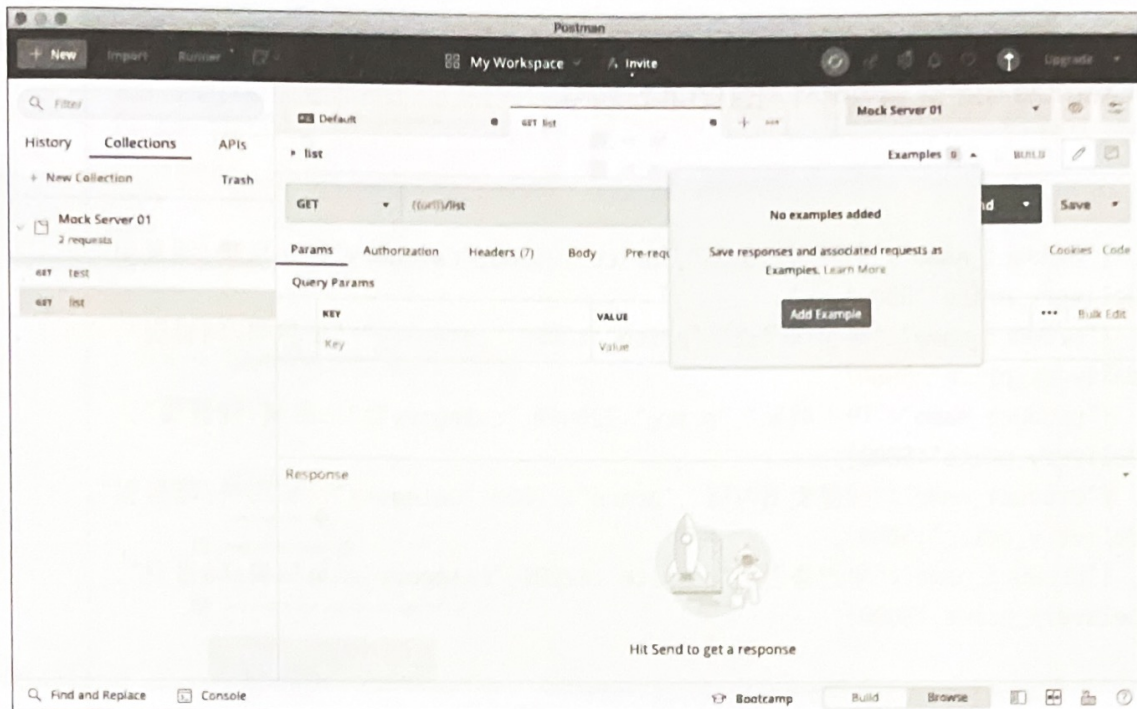 Postman
+ New Import Runner My Workspace Invite Upgrade
Filter
Default GET list + ••• Mock Server 01
History Collections APIs
▸ list Examples 0 BUILD
+ New Collection Trash
GET {{url}}/list nd Save
Mock Server 01
2 requests
No examples added
Params Authorization Headers (7) Body Pre-requ Cookies Code
Save responses and associated requests as
Examples. Learn More
GET test
Query Params
GET list
KEY VALUE ••• Bulk Edit
Add Example
Key Value
Response
Hit Send to get a response
Find and Replace Console Bootcamp Build Browse